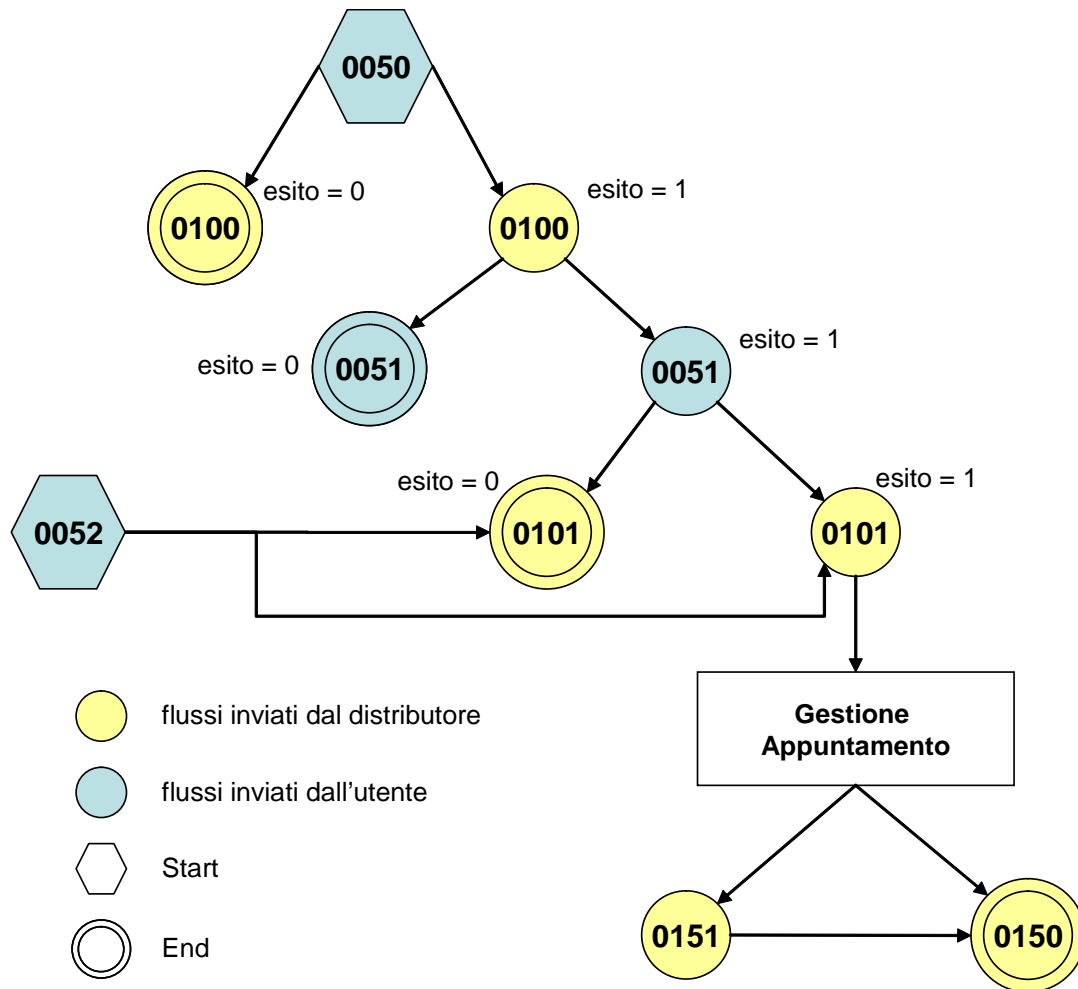 0050
esito = 0
esito = 1
0100
0100
esito = 0
esito = 1
0051
0051
esito = 0
esito = 1
0052
0101
0101
flussi inviati dal distributore
Gestione
Appuntamento
flussi inviati dall'utente
Start
0151
0150
End